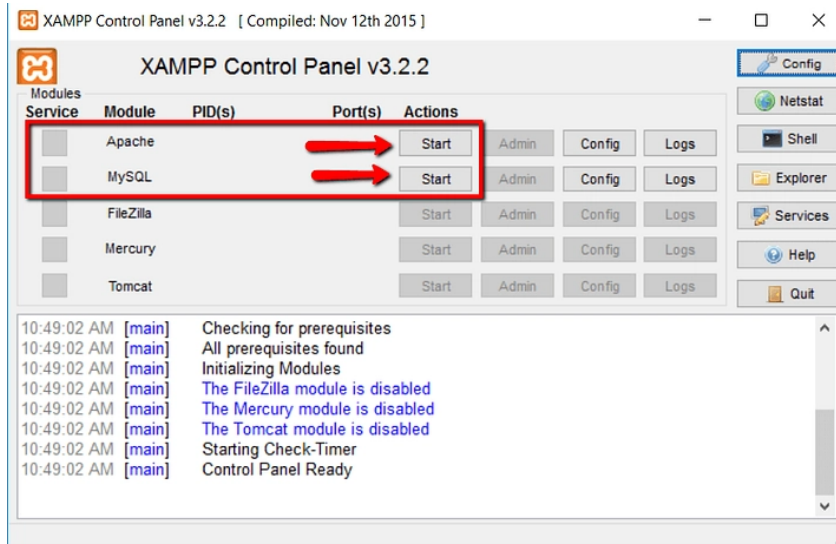 XAMPP Control Panel v3.2.2 [ Compiled: Nov 12th 2015 ]
XAMPP Control Panel v3.2.2
Config
Modules
Service Module PID(s) Port(s) Actions
Netstat
Apache Start Admin Config Logs
Shell
MySQL Start Admin Config Logs
Explorer
FileZilla Start Admin Config Logs
Services
Mercury Start Admin Config Logs
Help
Tomcat Start Admin Config Logs
Quit
10:49:02 AM [main] Checking for prerequisites
10:49:02 AM [main] All prerequisites found
10:49:02 AM [main] Initializing Modules
10:49:02 AM [main] The FileZilla module is disabled
10:49:02 AM [main] The Mercury module is disabled
10:49:02 AM [main] The Tomcat module is disabled
10:49:02 AM [main] Starting Check-Timer
10:49:02 AM [main] Control Panel Ready